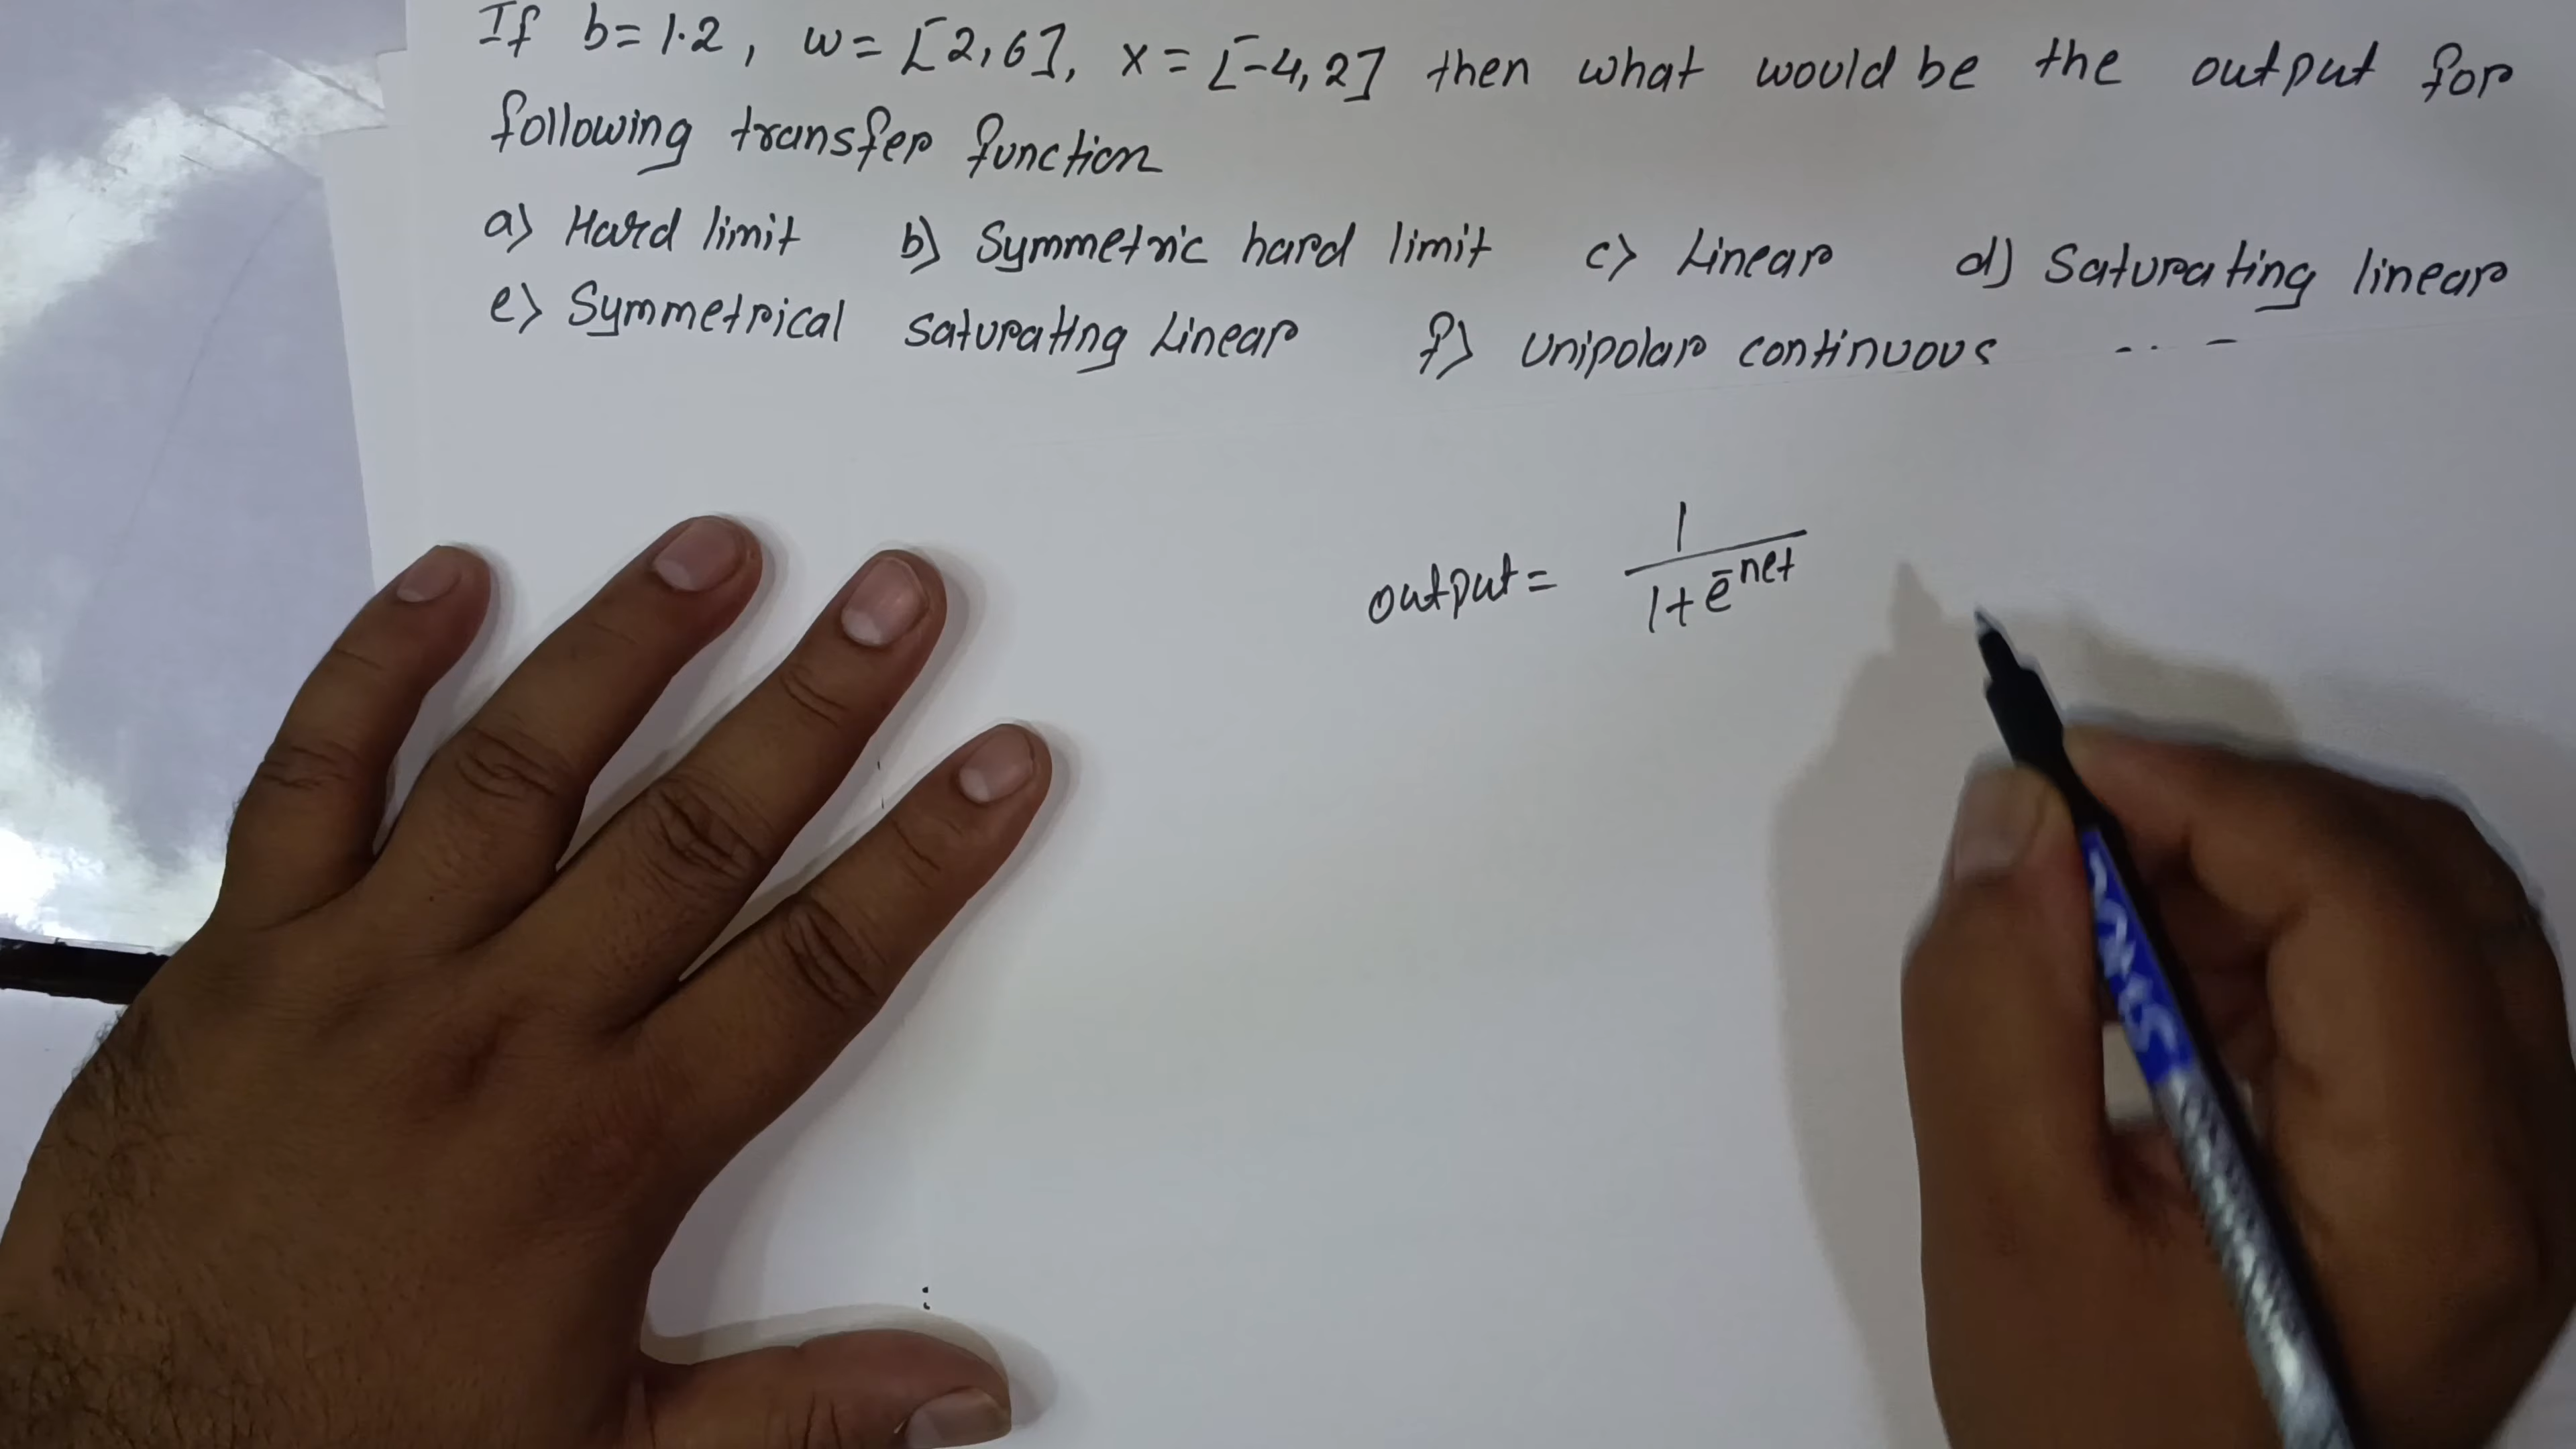 If b=1.2, w=[2,6], x=[-4,2] then what would be the output for
following transfer function
a) Hard limit b) Symmetric hard limit c) Linear d) Saturating linear
e) Symmetrical saturating Linear f) Unipolar continuous ... -
output= 1
1+e^-net